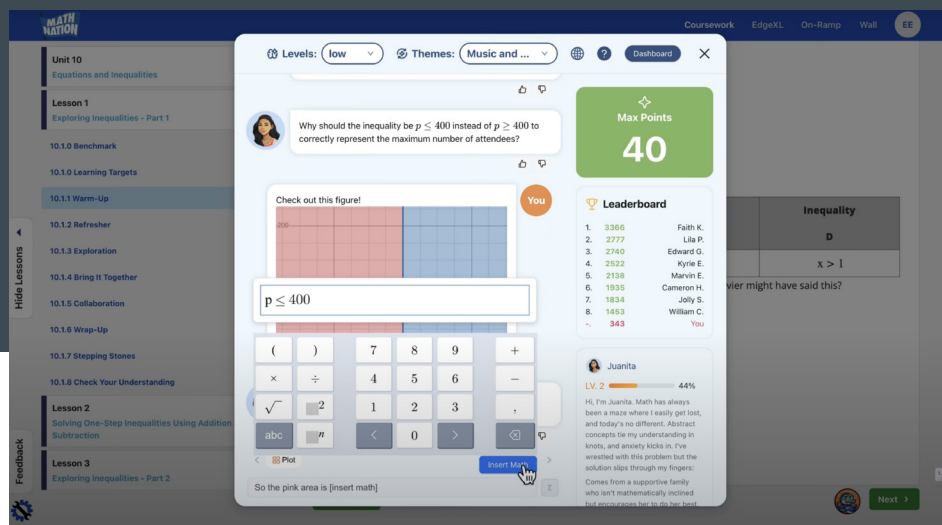 MATH
NATION
Coursework
EdgeXL
On-Ramp
Wall
EE
Unit 10
Equations and Inequalities
Lesson 1
Exploring Inequalities - Part 1
10.1.0 Benchmark
10.1.0 Learning Targets
10.1.1 Warm-Up
10.1.2 Refresher
10.1.3 Exploration
10.1.4 Bring It Together
10.1.5 Collaboration
10.1.6 Wrap-Up
10.1.7 Stepping Stones
10.1.8 Check Your Understanding
Lesson 2
Solving One-Step Inequalities Using Addition
Subtraction
Lesson 3
Exploring Inequalities - Part 2
Hide Lessons
Feedback
Levels: low
Themes: Music and ...
?
Dashboard
Why should the inequality be p ≤ 400 instead of p ≥ 400 to
correctly represent the maximum number of attendees?
You
Check out this figure!
200
p ≤ 400
( ) 7 8 9 +
× ÷ 4 5 6 −
√ 2 1 2 3 ,
abc n < 0 >
Plot
Insert Math
So the pink area is [insert math]
Σ
Max Points
40
Leaderboard
1. 3366 Faith K.
2. 2777 Lila P.
3. 2740 Edward G.
4. 2522 Kyrie E.
5. 2138 Marvin E.
6. 1935 Cameron H.
7. 1834 Jolly S.
8. 1453 William C.
-. 343 You
Juanita
LV. 2 44%
Hi, I'm Juanita. Math has always
been a maze where I easily get lost,
and today's no different. Abstract
concepts tie my understanding in
knots, and anxiety kicks in. I've
wrestled with this problem but the
solution slips through my fingers:
Comes from a supportive family
who isn't mathematically inclined
but encourages her to do her best
Inequality
D
x > 1
vier might have said this?
Next >